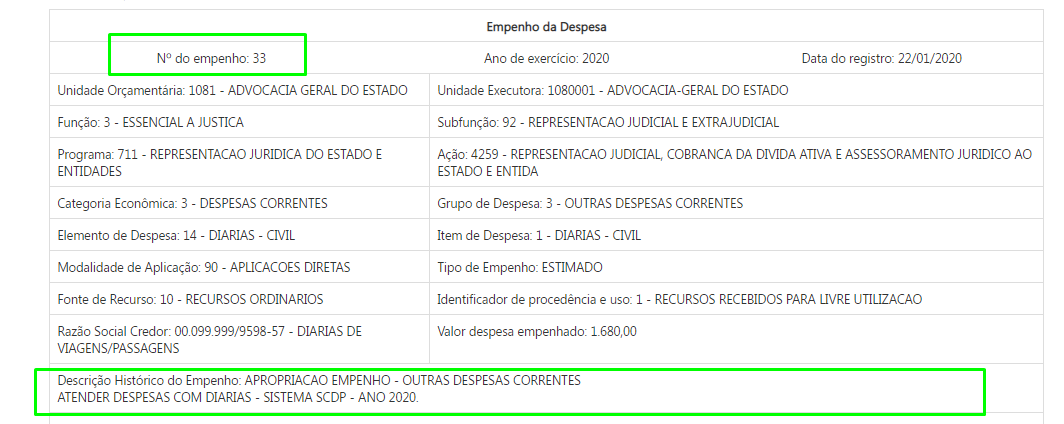 Empenho da Despesa
Nº do empenho: 33
Ano de exercício: 2020
Data do registro: 22/01/2020
Unidade Orçamentária: 1081 - ADVOCACIA GERAL DO ESTADO
Unidade Executora: 1080001 - ADVOCACIA-GERAL DO ESTADO
Função: 3 - ESSENCIAL A JUSTICA
Subfunção: 92 - REPRESENTACAO JUDICIAL E EXTRAJUDICIAL
Programa: 711 - REPRESENTACAO JURIDICA DO ESTADO E
ENTIDADES
Ação: 4259 - REPRESENTACAO JUDICIAL, COBRANCA DA DIVIDA ATIVA E ASSESSORAMENTO JURIDICO AO
ESTADO E ENTIDA
Categoria Econômica: 3 - DESPESAS CORRENTES
Grupo de Despesa: 3 - OUTRAS DESPESAS CORRENTES
Elemento de Despesa: 14 - DIARIAS - CIVIL
Item de Despesa: 1 - DIARIAS - CIVIL
Modalidade de Aplicação: 90 - APLICACOES DIRETAS
Tipo de Empenho: ESTIMADO
Fonte de Recurso: 10 - RECURSOS ORDINARIOS
Identificador de procedência e uso: 1 - RECURSOS RECEBIDOS PARA LIVRE UTILIZACAO
Razão Social Credor: 00.099.999/9598-57 - DIARIAS DE
VIAGENS/PASSAGENS
Valor despesa empenhado: 1.680,00
Descrição Histórico do Empenho: APROPRIACAO EMPENHO - OUTRAS DESPESAS CORRENTES
ATENDER DESPESAS COM DIARIAS - SISTEMA SCDP - ANO 2020.